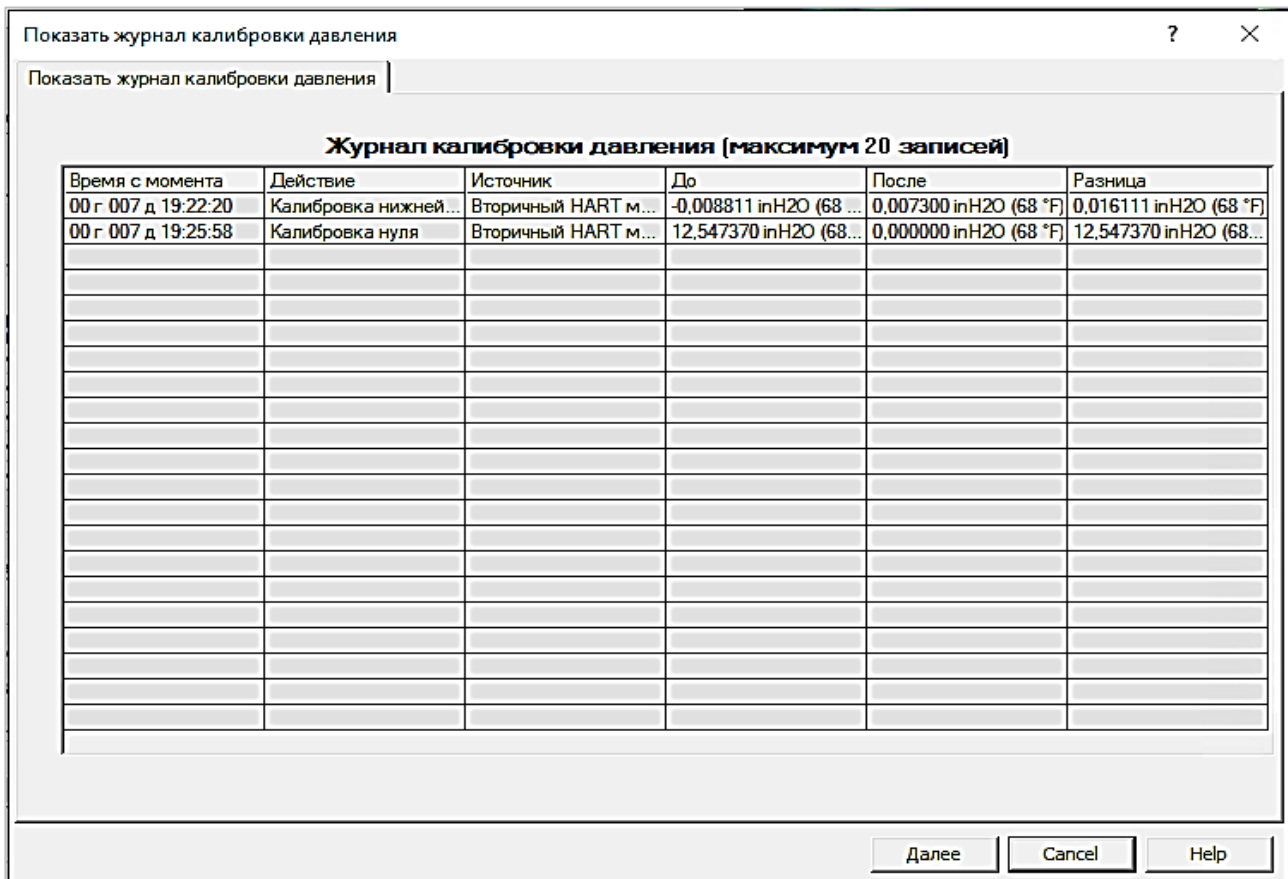 Показать журнал калибровки давления ? ×
Показать журнал калибровки давления
Журнал калибровки давления (максимум 20 записей)
Время с момента Действие Источник До После Разница
00 г 007 д 19:22:20 Калибровка нижней... Вторичный HART м... -0,008811 inH2O (68 ... 0,007300 inH2O (68 °F) 0,016111 inH2O (68 °F)
00 г 007 д 19:25:58 Калибровка нуля Вторичный HART м... 12,547370 inH2O (68... 0,000000 inH2O (68 °F) 12,547370 inH2O (68...
Далее Cancel Help